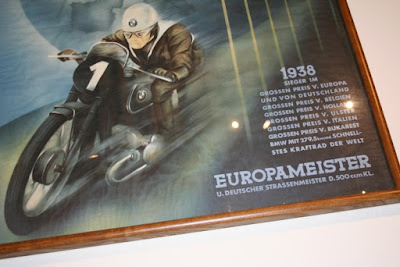 1
1938
SIEGER IM
GROSSEN PREIS V. EUROPA
UND VON DEUTSCHLAND
GROSSEN PREIS V. BELGIEN
GROSSEN PREIS V. HOLLAND
GROSSEN PREIS V. ULSTER
GROSSEN PREIS V. ITALIEN
GROSSEN PREIS V. BUKAREST
BMW MIT 279,5 SCHNELL-
STES KRAFTRAD DER WELT
EUROPAMEISTER
U. DEUTSCHER STRASSENMEISTER D. 500 ccm KL.